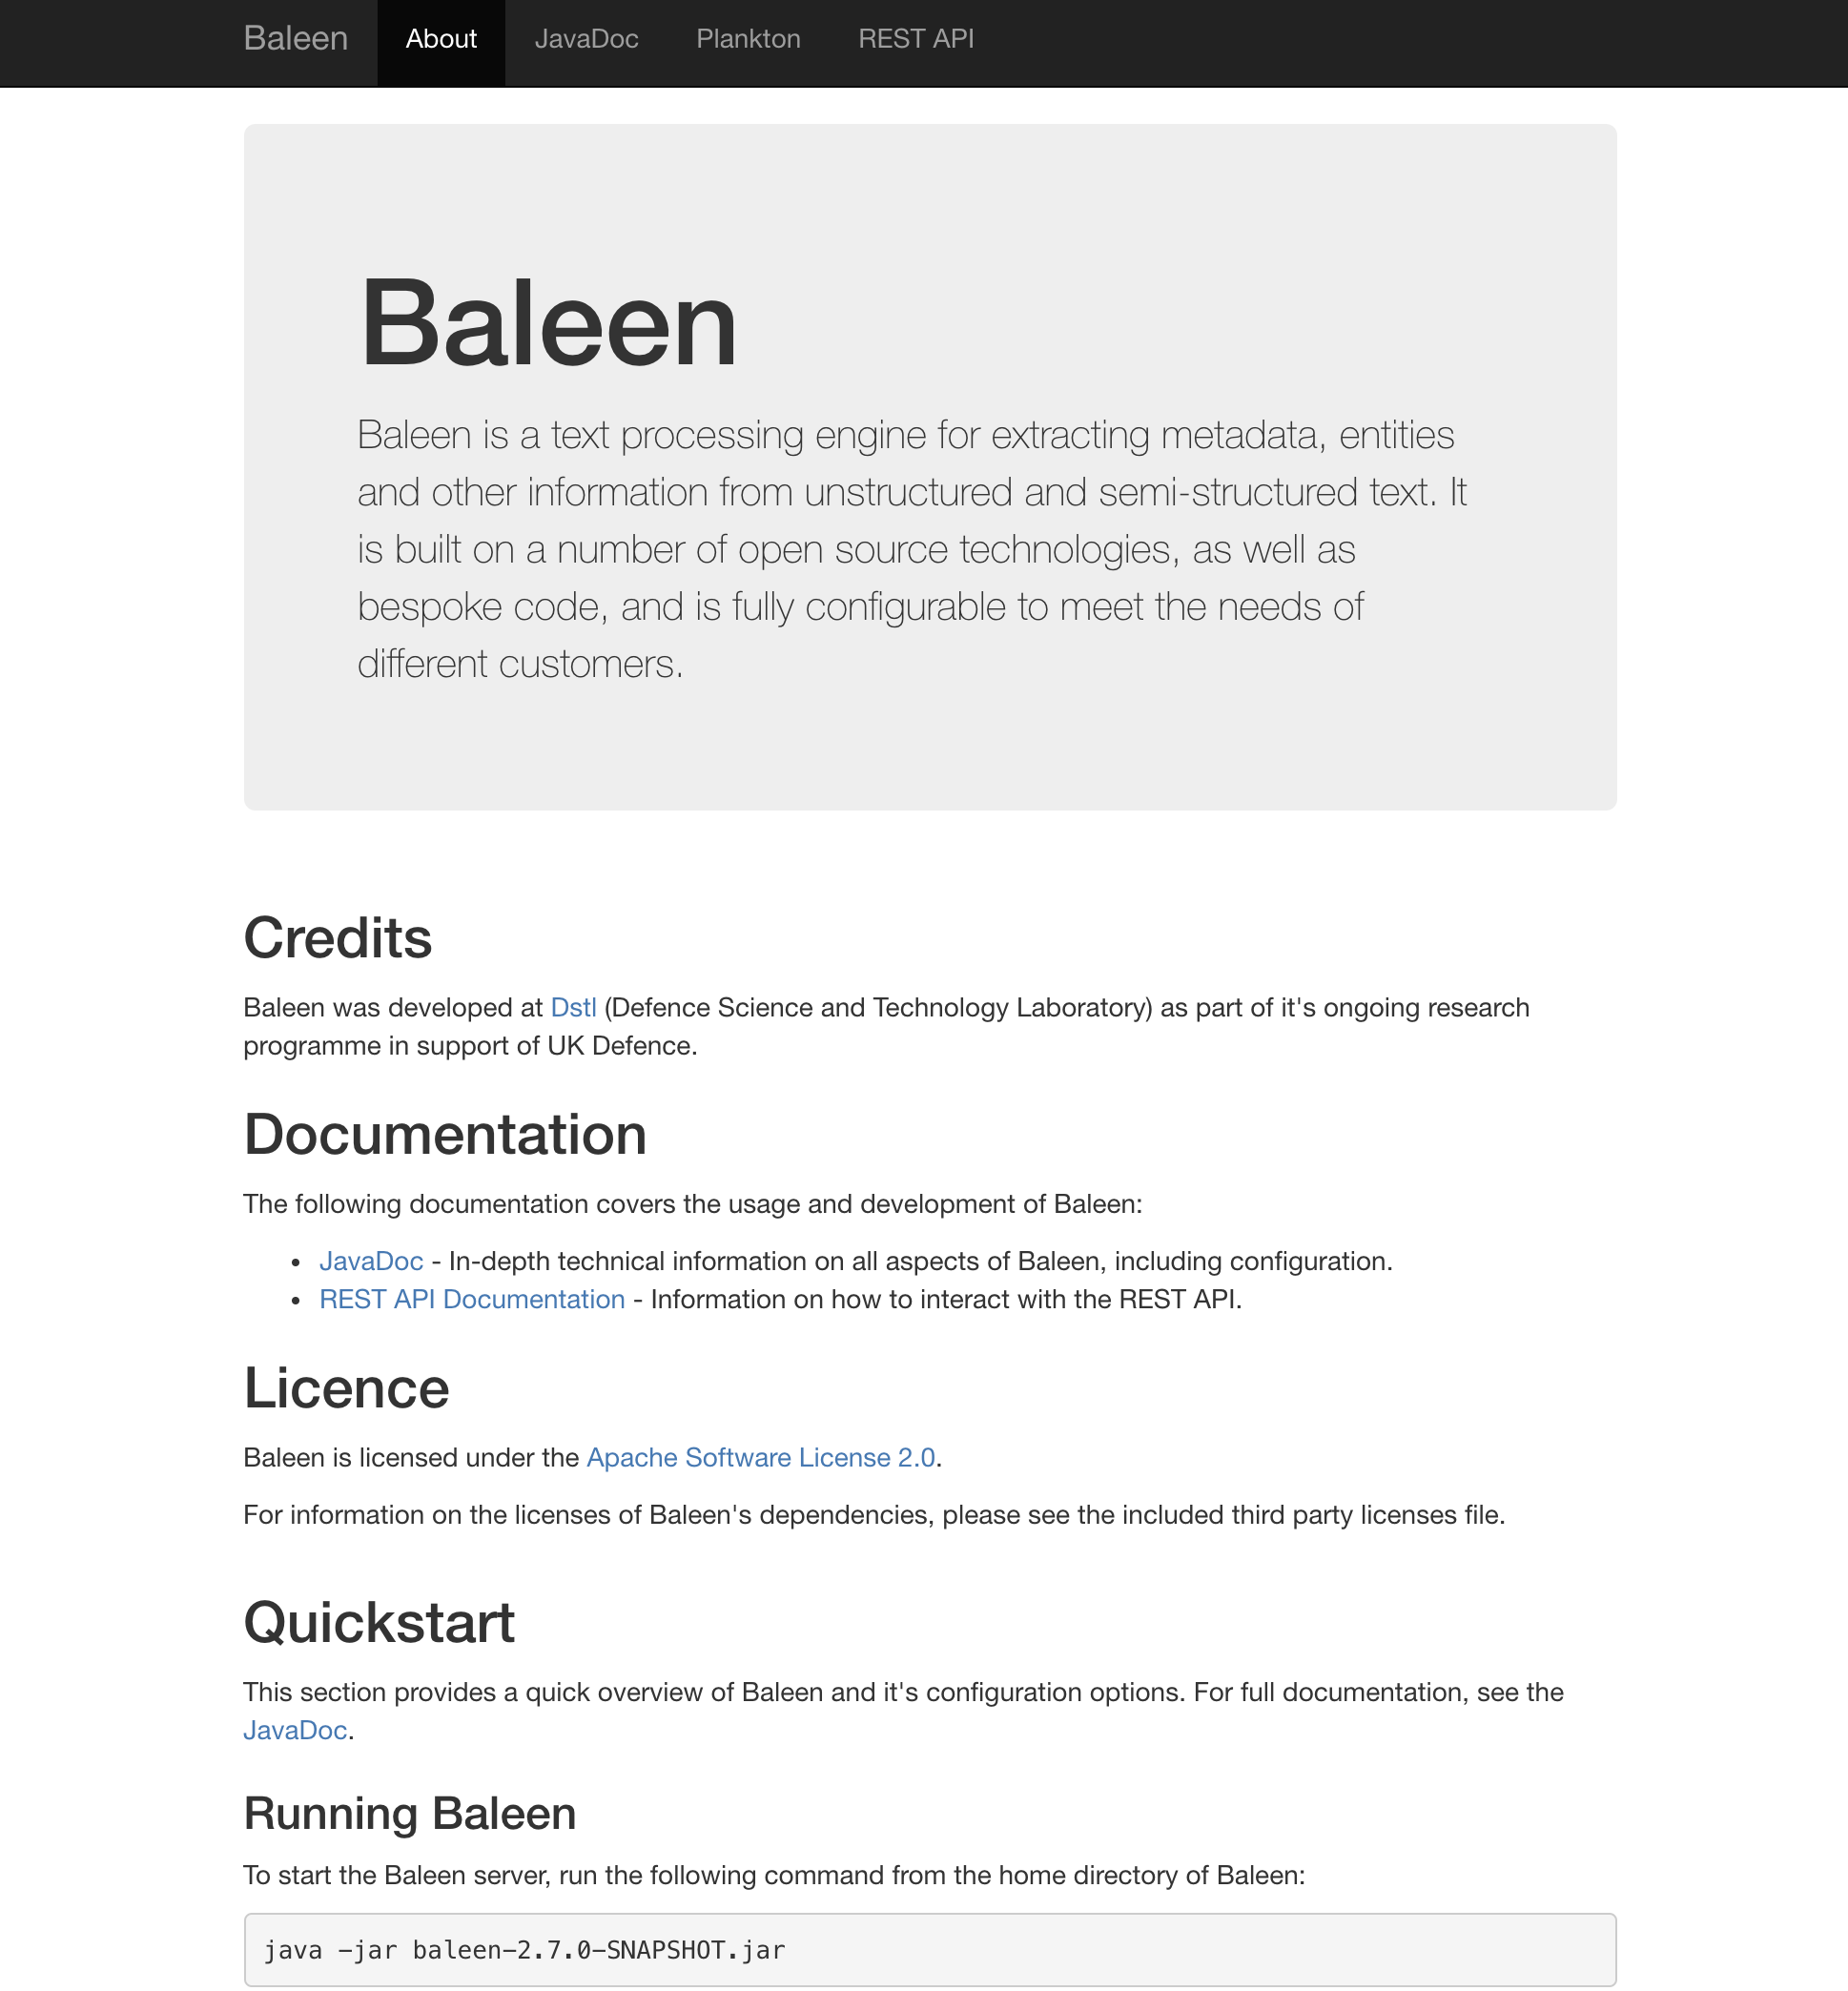 Baleen About JavaDoc Plankton REST API
Baleen
Baleen is a text processing engine for extracting metadata, entities
and other information from unstructured and semi-structured text. It
is built on a number of open source technologies, as well as
bespoke code, and is fully configurable to meet the needs of
different customers.
Credits
Baleen was developed at Dstl (Defence Science and Technology Laboratory) as part of it's ongoing research
programme in support of UK Defence.
Documentation
The following documentation covers the usage and development of Baleen:
• JavaDoc - In-depth technical information on all aspects of Baleen, including configuration.
• REST API Documentation - Information on how to interact with the REST API.
Licence
Baleen is licensed under the Apache Software License 2.0.
For information on the licenses of Baleen's dependencies, please see the included third party licenses file.
Quickstart
This section provides a quick overview of Baleen and it's configuration options. For full documentation, see the
JavaDoc.
Running Baleen
To start the Baleen server, run the following command from the home directory of Baleen:
java -jar baleen-2.7.0-SNAPSHOT.jar